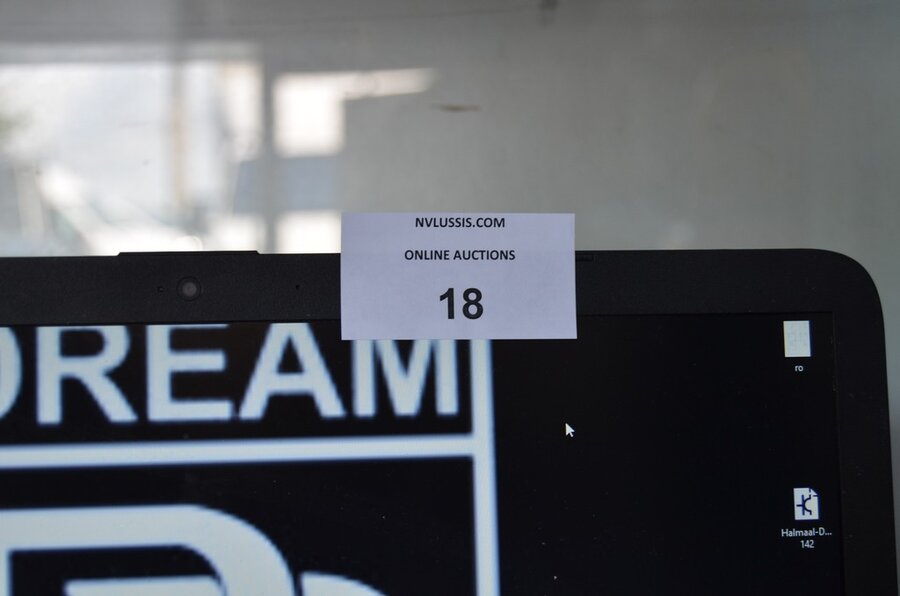 NVLUSSIS.COM
ONLINE AUCTIONS
18
DREAM
ro
Halmaal-D...
142